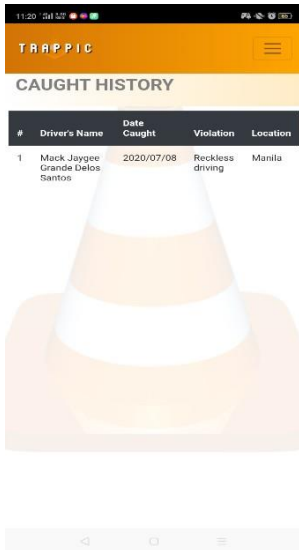 11:20
TRAPPIC
CAUGHT HISTORY
# Driver's Name Date Caught Violation Location
1 Mack Jaygee Grande Delos Santos 2020/07/08 Reckless driving Manila